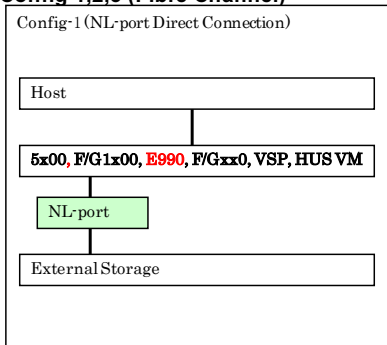 Config-1,2,3 (Fibre Channel)
Config-1 (NL-port Direct Connection)
Host
5x00, F/G1x00, E990, F/Gxx0, VSP, HUS VM
NL-port
External Storage